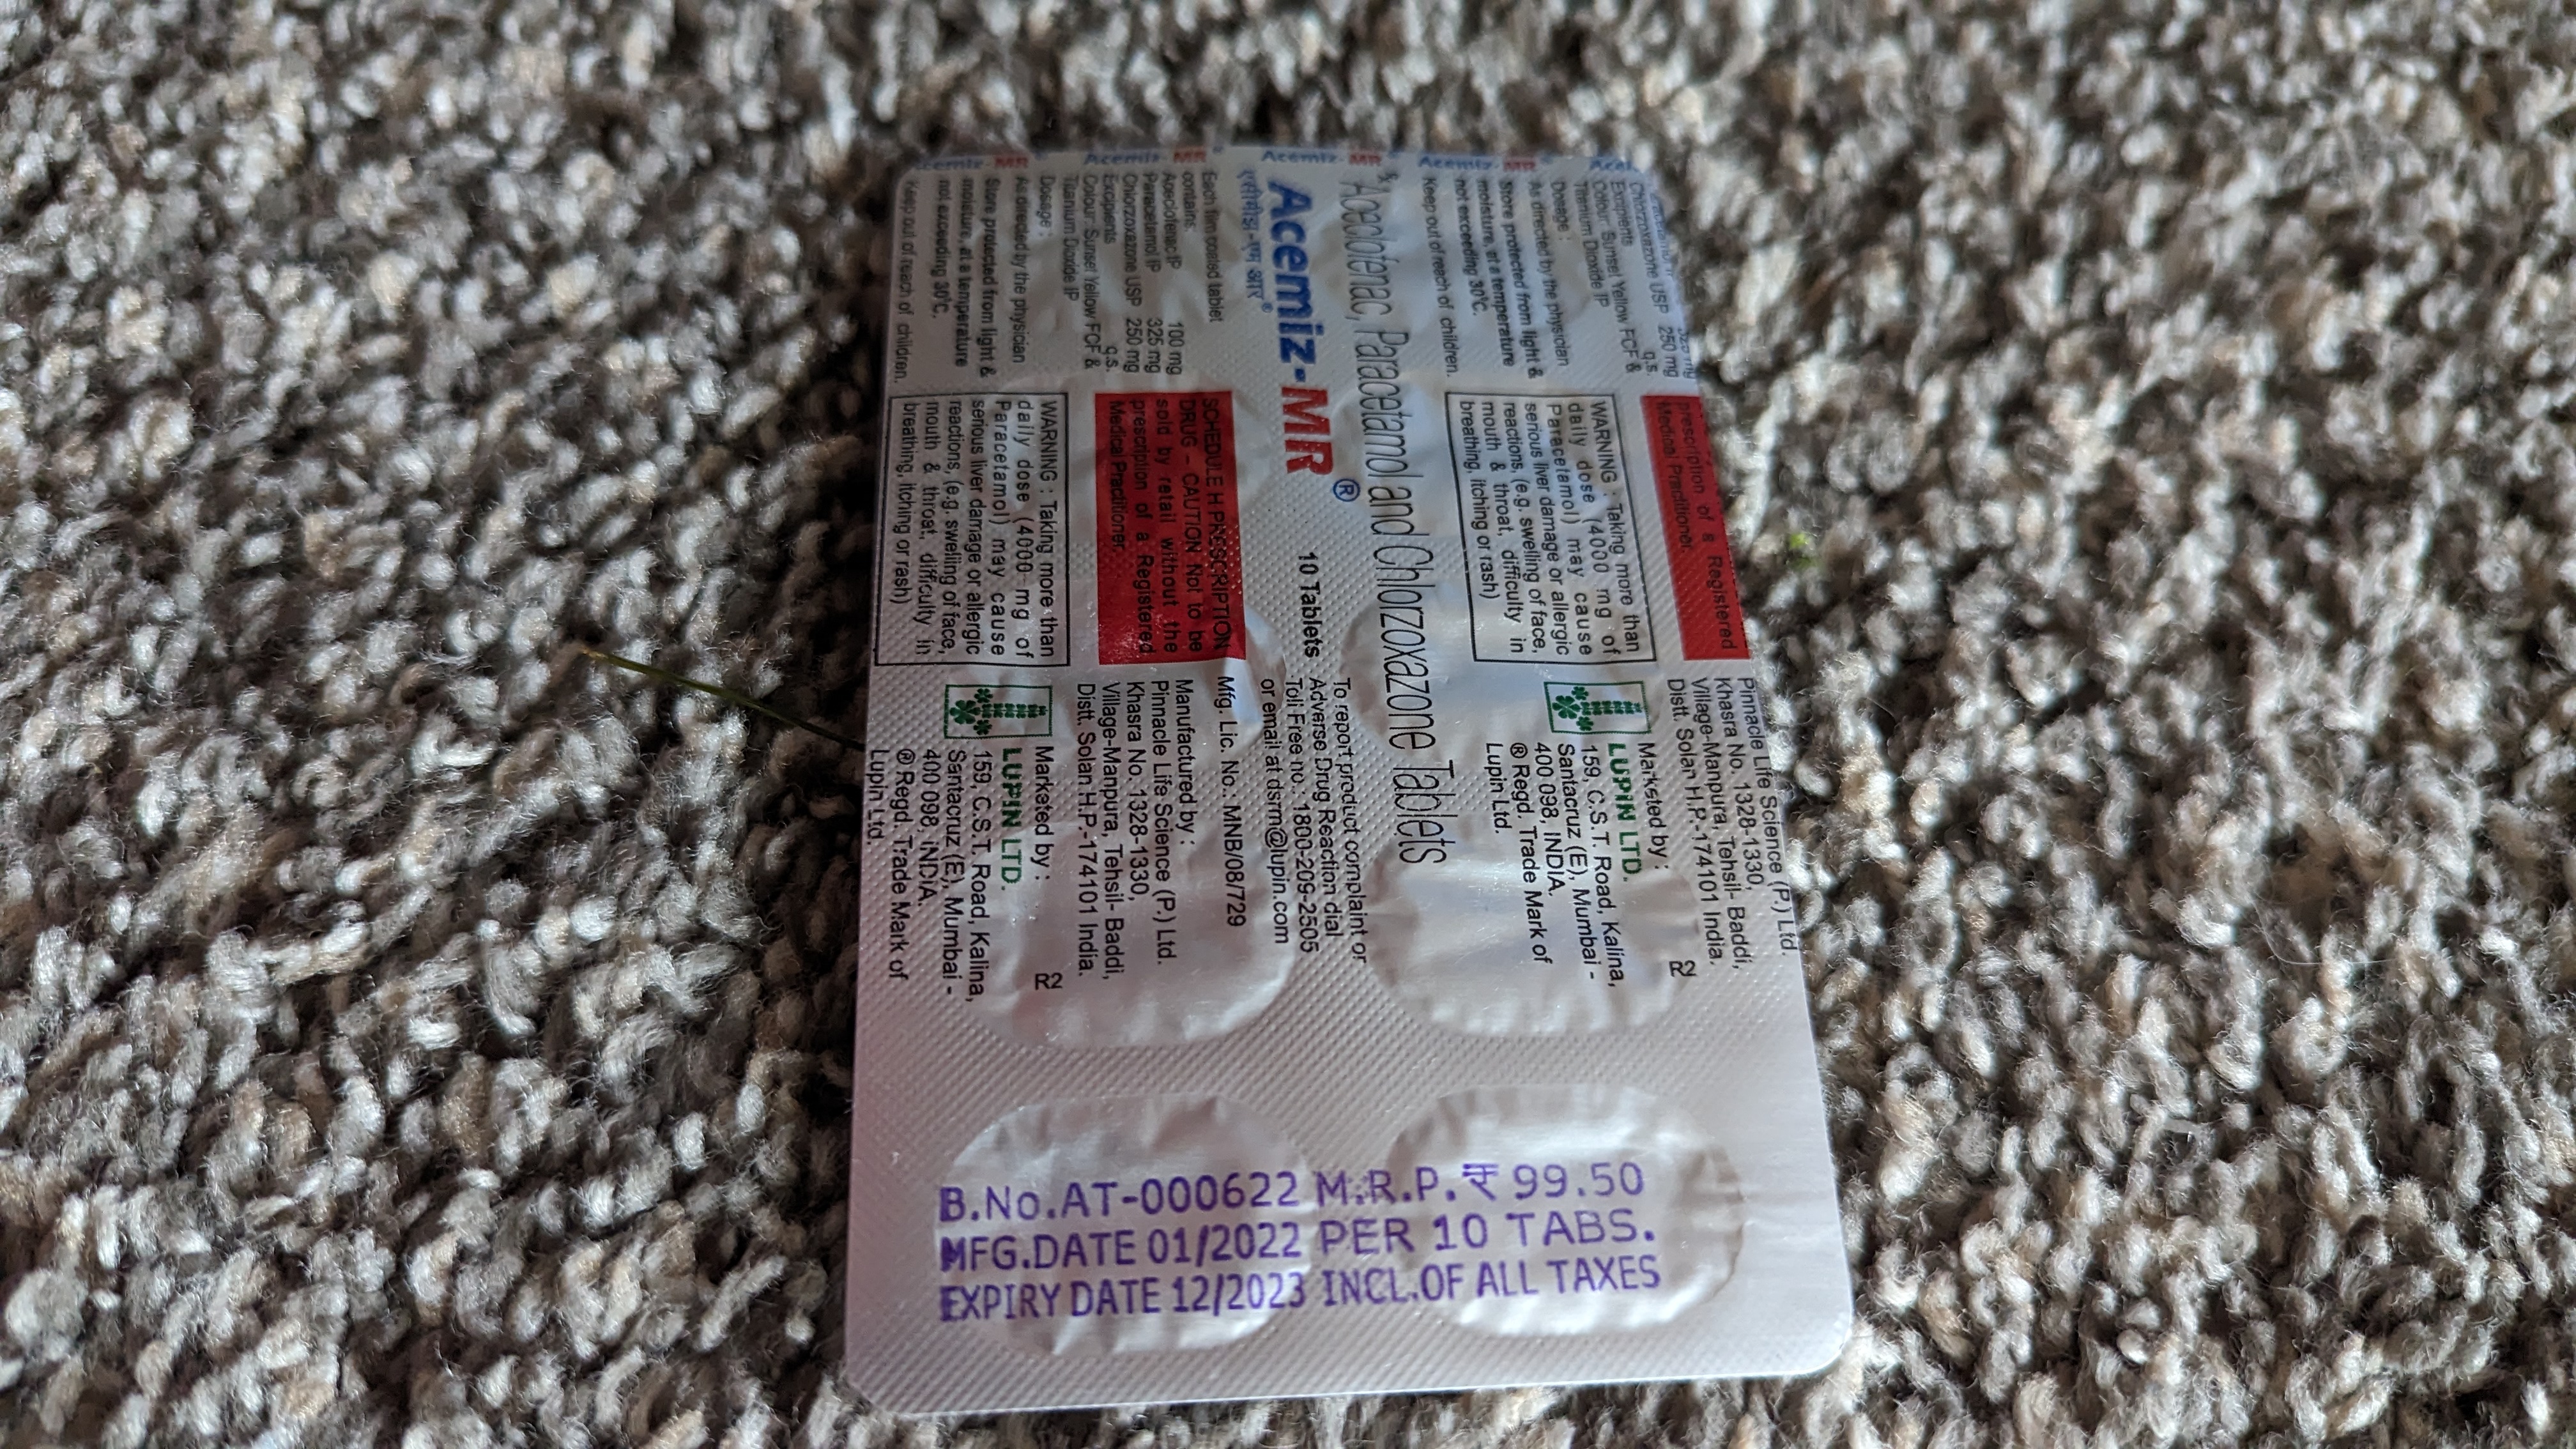 Acemiz-MR® Acemiz-MR® Acemiz-MR® Acemiz-MR® Acemiz
325 mg
Chlorzoxazone USP 250 mg
Excipients q.s.
Colour: Sunset Yellow FCF &
Titanium Dioxide IP
Dosage :
As directed by the physician
Store protected from light &
moisture, at a temperature
not exceeding 30°C.
Keep out of reach of children.
prescription of a Registered
Medical Practitioner.
WARNING : Taking more than
daily dose (4000 mg of
Paracetamol) may cause
serious liver damage or allergic
reactions, (e.g. swelling of face,
mouth & throat, difficulty in
breathing, itching or rash)
Pinnacle Life Science (P.) Ltd.
Khasra No. 1328-1330,
Village-Manpura, Tehsil- Baddi,
Distt. Solan H.P.-174101 India.
R2
Marketed by :
LUPIN LTD.
159, C.S.T. Road, Kalina,
Santacruz (E), Mumbai -
400 098, INDIA.
® Regd. Trade Mark of
Lupin Ltd.
Aceclofenac, Paracetamol and Chlorzoxazone Tablets
Acemiz-MR®
10 Tablets
एसीमीज़-एम आर®
To report product complaint or
Adverse Drug Reaction dial
Toll Free no.: 1800-209-2505
or email at dsrm@lupin.com
Each film coated tablet
contains:
Aceclofenac IP 100 mg
Paracetamol IP 325 mg
Chlorzoxazone USP 250 mg
Excipients q.s.
Colour: Sunset Yellow FCF &
Titanium Dioxide IP
Dosage :
As directed by the physician
Store protected from light &
moisture, at a temperature
not exceeding 30°C.
Keep out of reach of children.
SCHEDULE H PRESCRIPTION
DRUG - CAUTION Not to be
sold by retail without the
prescription of a Registered
Medical Practitioner.
WARNING : Taking more than
daily dose (4000 mg of
Paracetamol) may cause
serious liver damage or allergic
reactions, (e.g. swelling of face,
mouth & throat, difficulty in
breathing, itching or rash)
Mfg. Lic. No.: MNB/08/729
Manufactured by :
Pinnacle Life Science (P.) Ltd.
Khasra No. 1328-1330,
Village-Manpura, Tehsil- Baddi,
Distt. Solan H.P.-174101 India.
R2
Marketed by :
LUPIN LTD.
159, C.S.T. Road, Kalina,
Santacruz (E), Mumbai -
400 098, INDIA.
® Regd. Trade Mark of
Lupin Ltd.
B.No.AT-000622 M.R.P.₹ 99.50
MFG.DATE 01/2022 PER 10 TABS.
EXPIRY DATE 12/2023 INCL.OF ALL TAXES